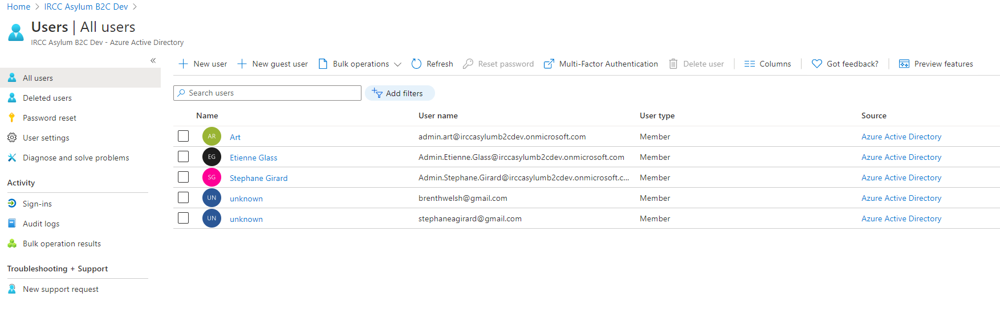 Home > IRCC Asylum B2C Dev >
Users | All users
IRCC Asylum B2C Dev - Azure Active Directory
«
All users
Deleted users
Password reset
User settings
Diagnose and solve problems
Activity
Sign-ins
Audit logs
Bulk operation results
Troubleshooting + Support
New support request
New user New guest user Bulk operations Refresh Reset password Multi-Factor Authentication Delete user Columns Got feedback? Preview features
Search users Add filters
Name User name User type Source
AR Art admin.art@irccasylumb2cdev.onmicrosoft.com Member Azure Active Directory
EG Etienne Glass Admin.Etienne.Glass@irccasylumb2cdev.onmicrosoft.com Member Azure Active Directory
SG Stephane Girard Admin.Stephane.Girard@irccasylumb2cdev.onmicrosoft.c... Member Azure Active Directory
UN unknown brenthwelsh@gmail.com Member Azure Active Directory
UN unknown stephaneagirard@gmail.com Member Azure Active Directory